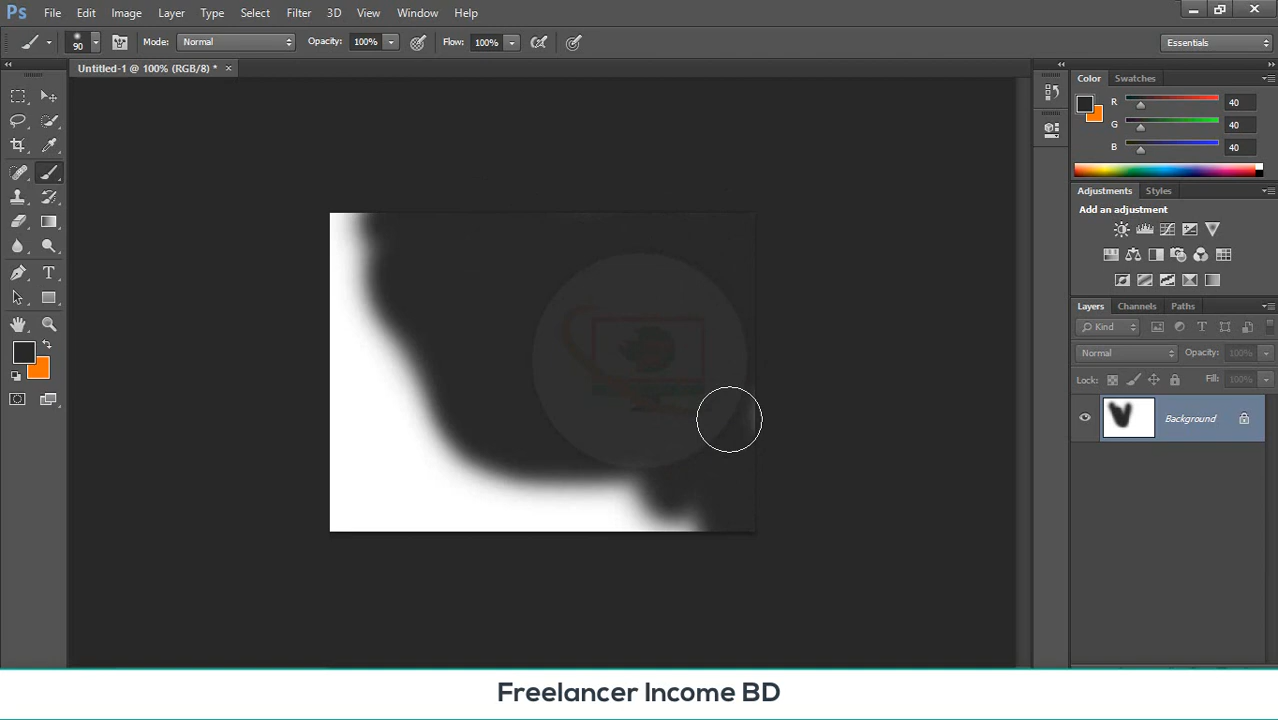 Ps File Edit Image Layer Type Select Filter 3D View Window Help
90 Mode: Normal Opacity: 100% Flow: 100% Essentials
Untitled-1 @ 100% (RGB/8) * ×
Color Swatches
R 40
G 40
B 40
Adjustments Styles
Add an adjustment
Layers Channels Paths
Kind
Normal Opacity: 100%
Lock: Fill: 100%
Background
Freelancer Income BD